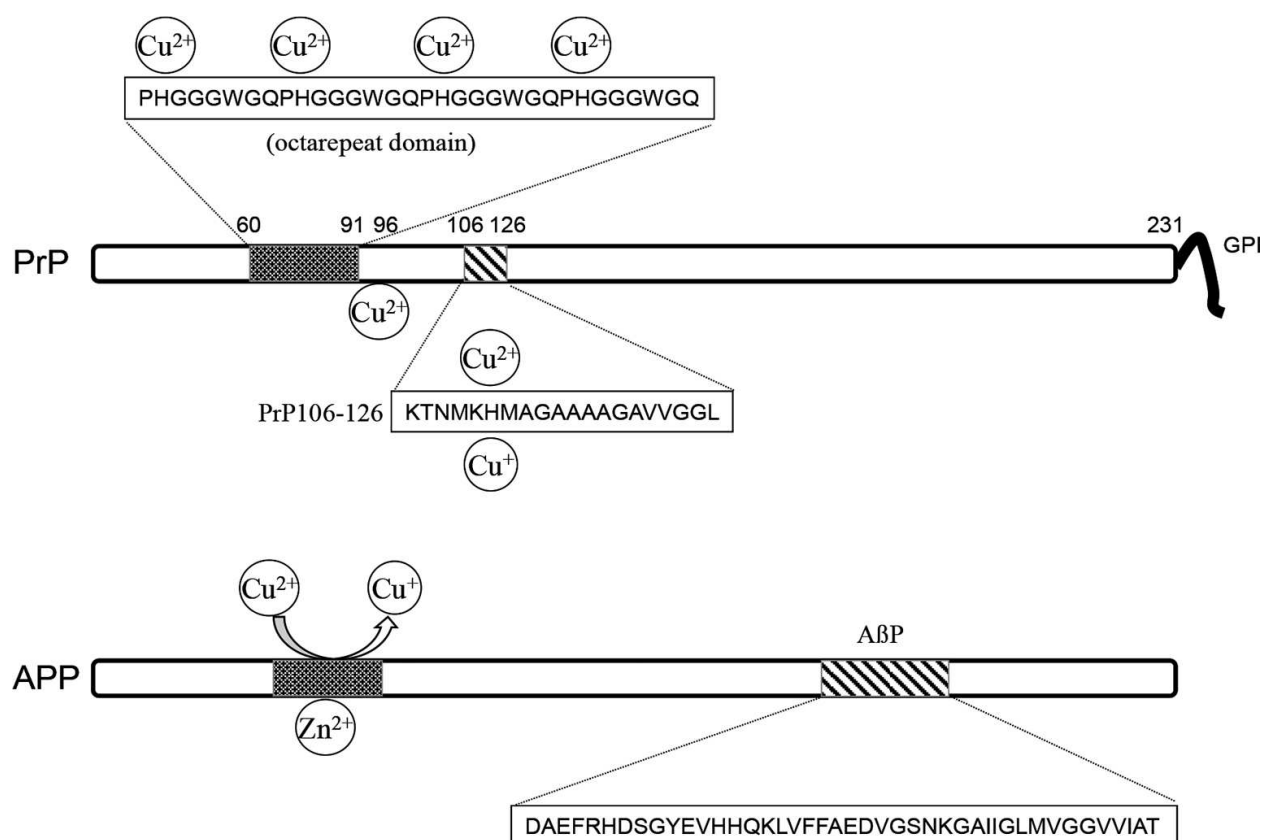 Cu2+ Cu2+ Cu2+ Cu2+
PHGGGWGQPHGGGWGQPHGGGWGQPHGGGWGQ
(octarepeat domain)
60 91 96 106 126 231
PrP
GPI
Cu2+
Cu2+
PrP106-126
KTNMKHMAGAAAAGAVVGGL
Cu+
Cu2+ Cu+
AßP
APP
Zn2+
DAEFRHDSGYEVHHQKLVFFAEDVGSNKGAIIGLMVGGVVIAT